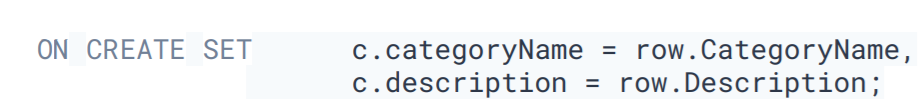 ON CREATE SET      c.categoryName = row.CategoryName,
                   c.description = row.Description;